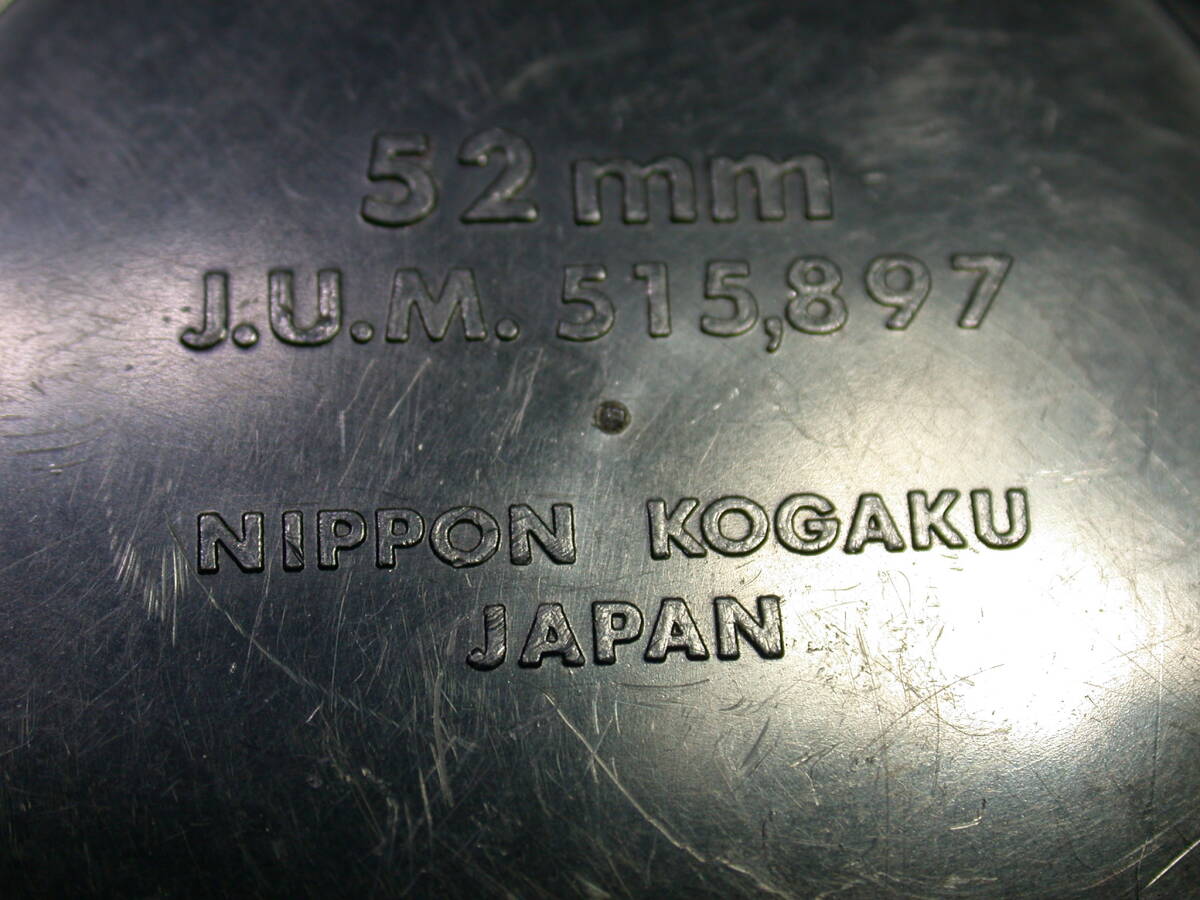 52mm
J.U.M. 515,897
NIPPON KOGAKU
JAPAN